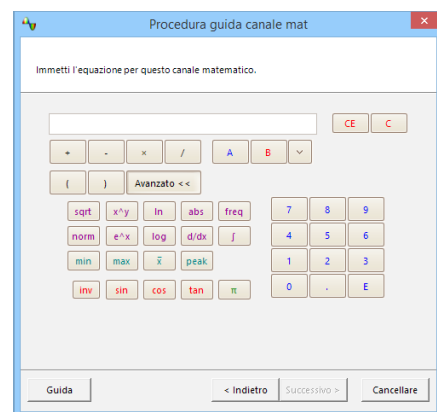 Procedura guida canale mat
Immetti l'equazione per questo canale matematico.
CE C
+ - × / A B
( ) Avanzato <<
sqrt x^y ln abs freq 7 8 9
norm e^x log d/dx ∫ 4 5 6
min max x̄ peak 1 2 3
inv sin cos tan π 0 . E
Guida < Indietro Successivo > Cancellare